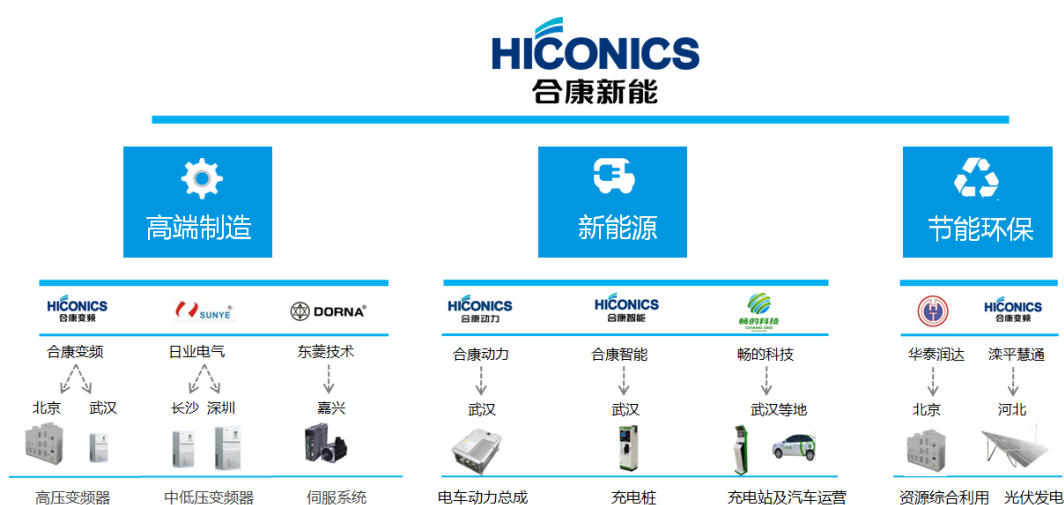 HICONICS
合康新能
高端制造
新能源
节能环保
HICONICS
合康变频
SUNYE
DORNA®
HICONICS
合康动力
HICONICS
合康智能
畅的科技
CHANG DEE
HICONICS
合康变频
合康变频
日业电气
东菱技术
合康动力
合康智能
畅的科技
华泰润达
滦平慧通
北京
武汉
长沙
深圳
嘉兴
武汉
武汉
武汉等地
北京
河北
高压变频器
中低压变频器
伺服系统
电车动力总成
充电桩
充电站及汽车运营
资源综合利用
光伏发电